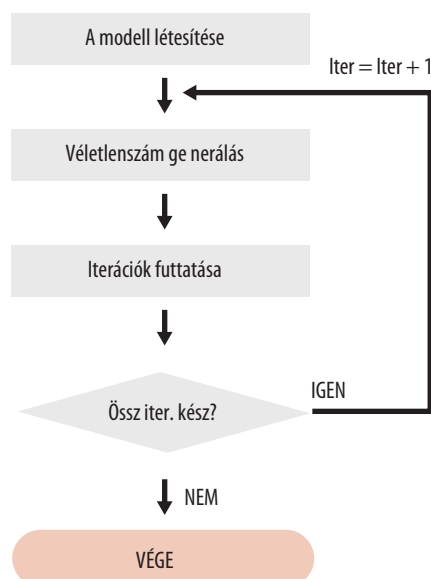 A modell létesítése
Iter = Iter + 1
Véletlenszám ge nerálás
Iterációk futtatása
Össz iter. kész?
IGEN
NEM
VÉGE